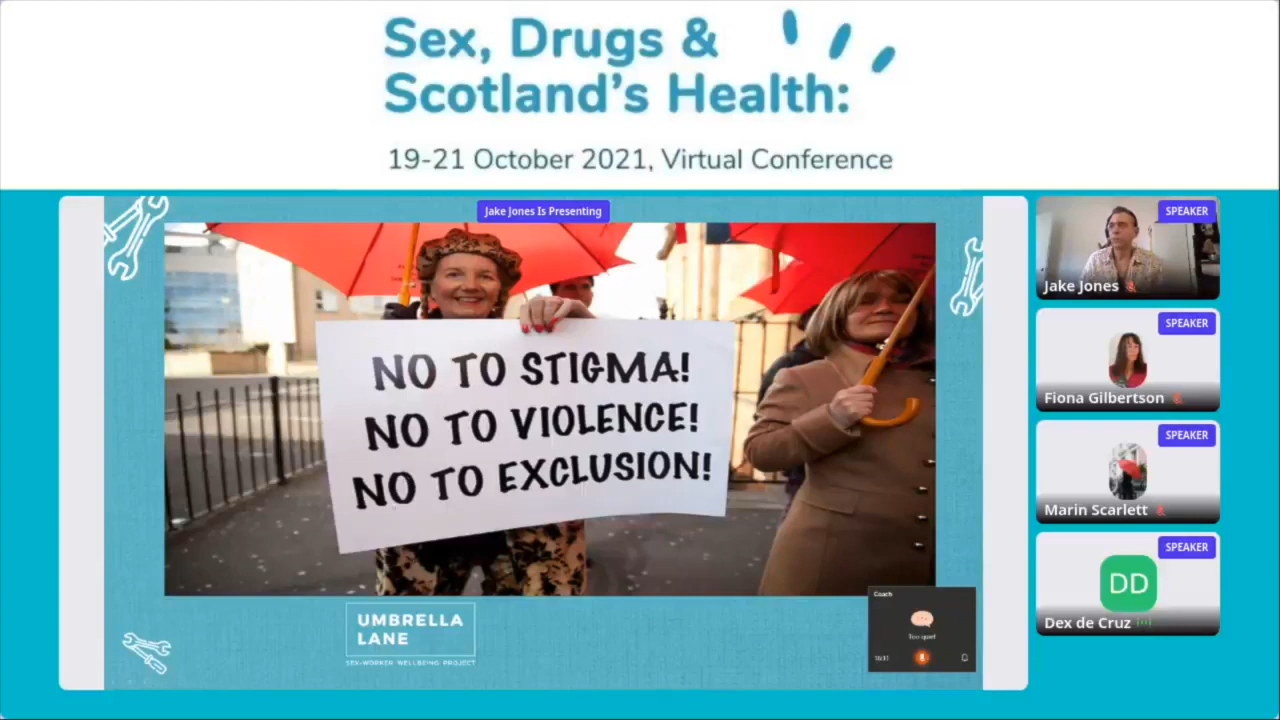 Sex, Drugs &
Scotland's Health:
19-21 October 2021, Virtual Conference
Jake Jones Is Presenting
NO TO STIGMA!
NO TO VIOLENCE!
NO TO EXCLUSION!
UMBRELLA
LANE
SEX-WORKER WELLBEING PROJECT
Coach
SPEAKER
Jake Jones
SPEAKER
Fiona Gilbertson
SPEAKER
Marin Scarlett
SPEAKER
DD
Dex de Cruz